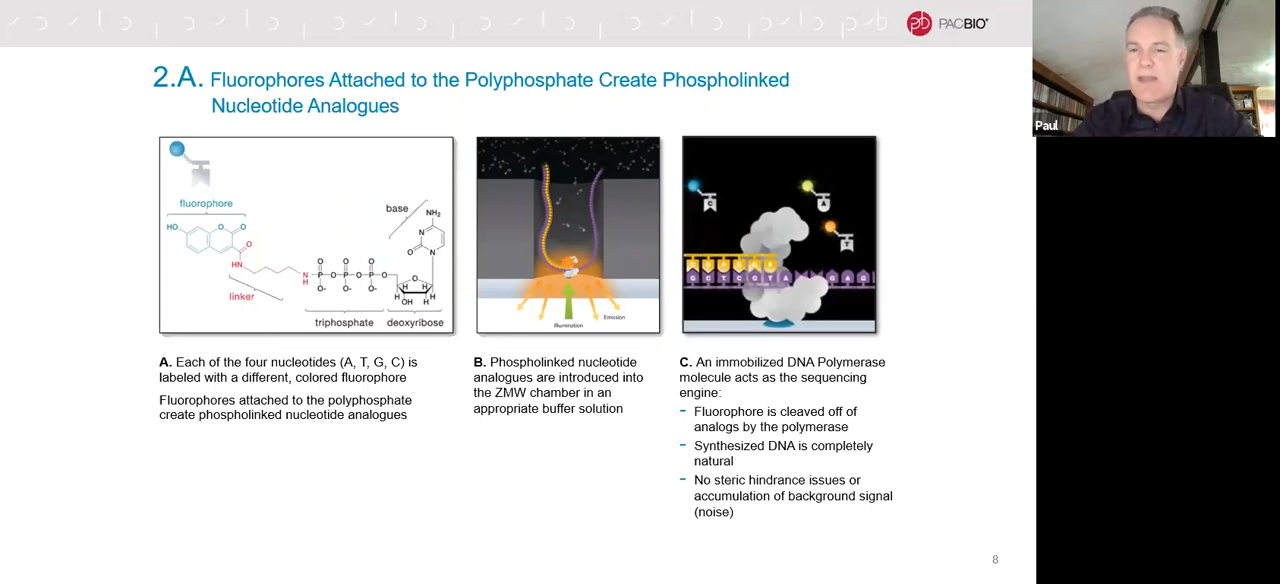 PACBIO®
Paul
2.A. Fluorophores Attached to the Polyphosphate Create Phospholinked
Nucleotide Analogues
fluorophore
base
HO
O
O
NH2
N
O
N
O
HN
linker
N
H
O
O
O
P
O
P
O
P
O
O
O-
O-
O-
H
H
H
OH
H
H
triphosphate
deoxyribose
Illumination
Emission
C
A
T
G A G A G A
G C T C G T A
G A G
A. Each of the four nucleotides (A, T, G, C) is
labeled with a different, colored fluorophore
Fluorophores attached to the polyphosphate
create phospholinked nucleotide analogues
B. Phospholinked nucleotide
analogues are introduced into
the ZMW chamber in an
appropriate buffer solution
C. An immobilized DNA Polymerase
molecule acts as the sequencing
engine:
- Fluorophore is cleaved off of
analogs by the polymerase
- Synthesized DNA is completely
natural
- No steric hindrance issues or
accumulation of background signal
(noise)
8